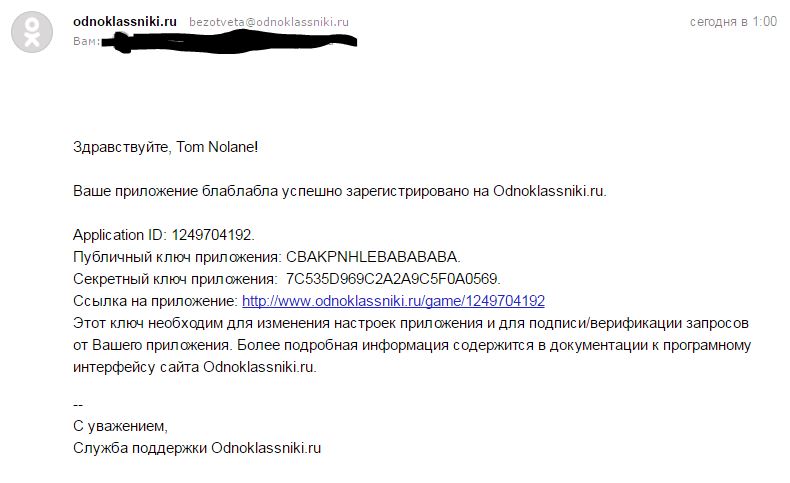 odnoklassniki.ru bezotveta@odnoklassniki.ru сегодня в 1:00
Вам:
Здравствуйте, Tom Nolane!
Ваше приложение блаблабла успешно зарегистрировано на Odnoklassniki.ru.
Application ID: 1249704192.
Публичный ключ приложения: CBAKPNHLEBABABABA.
Секретный ключ приложения: 7C535D969C2A2A9C5F0A0569.
Ссылка на приложение: http://www.odnoklassniki.ru/game/1249704192
Этот ключ необходим для изменения настроек приложения и для подписи/верификации запросов
от Вашего приложения. Более подробная информация содержится в документации к програмному
интерфейсу сайта Odnoklassniki.ru.
--
С уважением,
Служба поддержки Odnoklassniki.ru